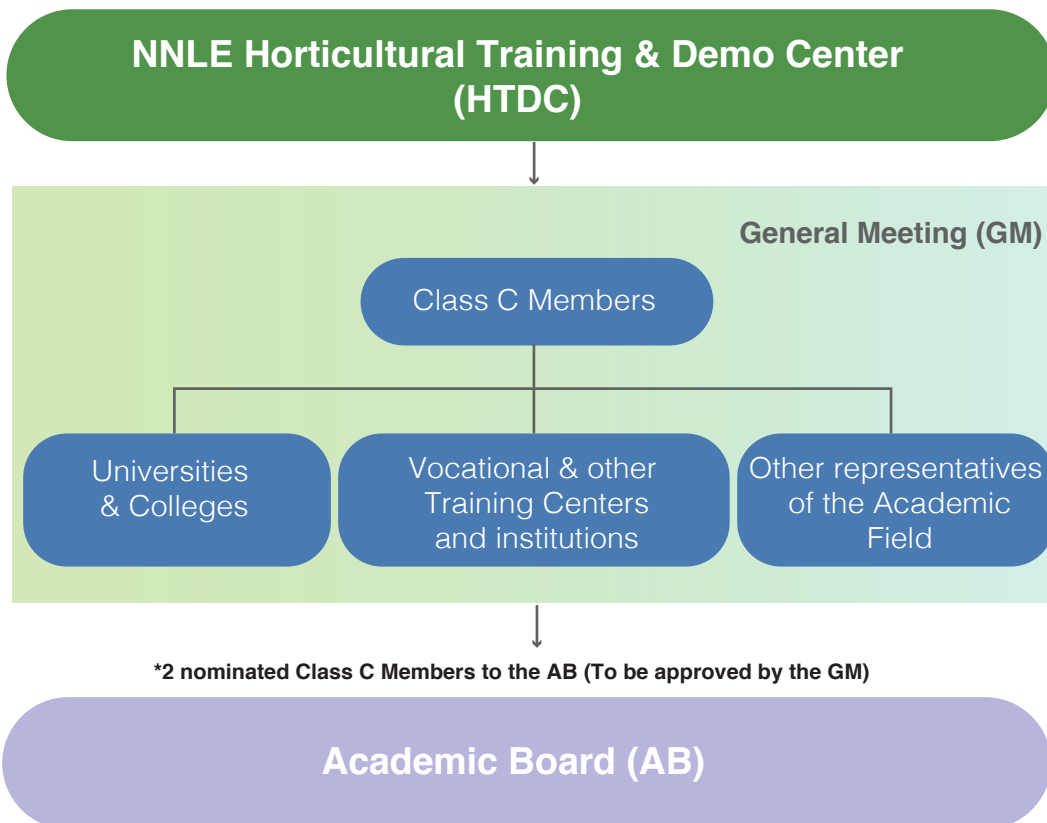 NNLE Horticultural Training & Demo Center
(HTDC)
General Meeting (GM)
Class C Members
Universities
& Colleges
Vocational & other
Training Centers
and institutions
Other representatives
of the Academic
Field
*2 nominated Class C Members to the AB (To be approved by the GM)
Academic Board (AB)